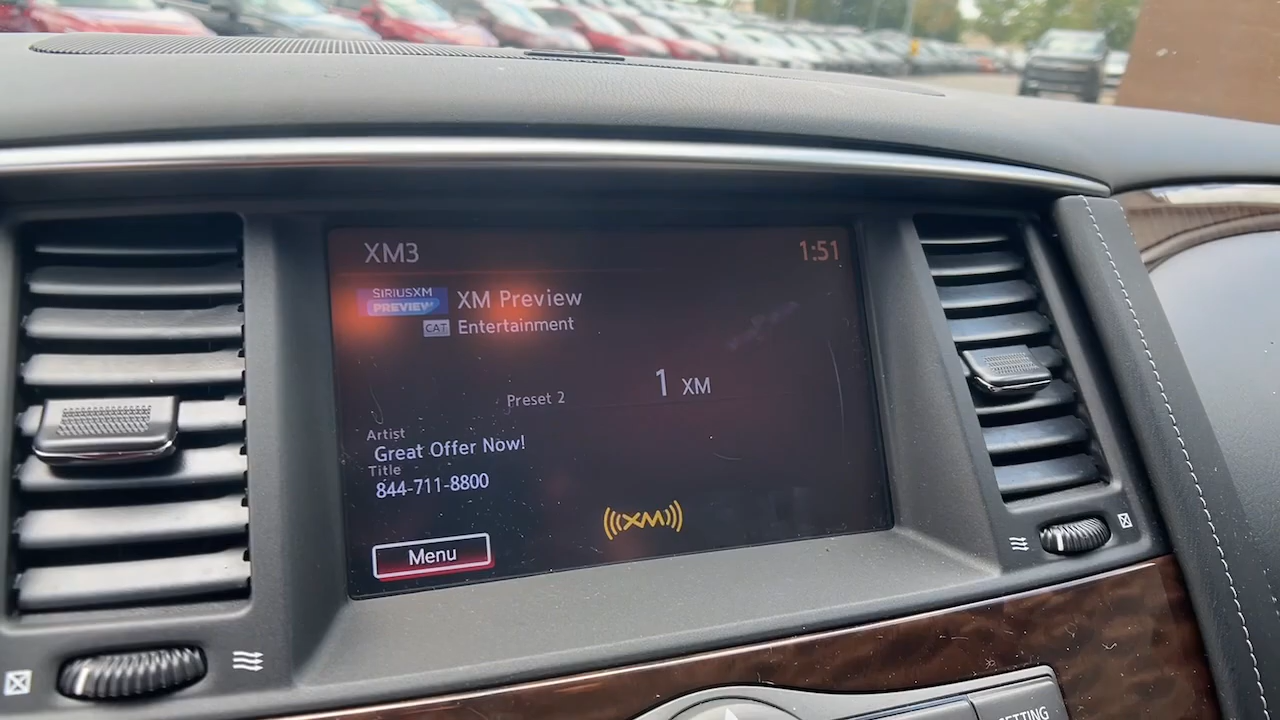 XM3
1:51
SIRIUSXM
PREVIEW
XM Preview
CAT
Entertainment
1 XM
Preset 2
Artist
Great Offer Now!
Title
844-711-8800
((XM))
Menu
SETTING